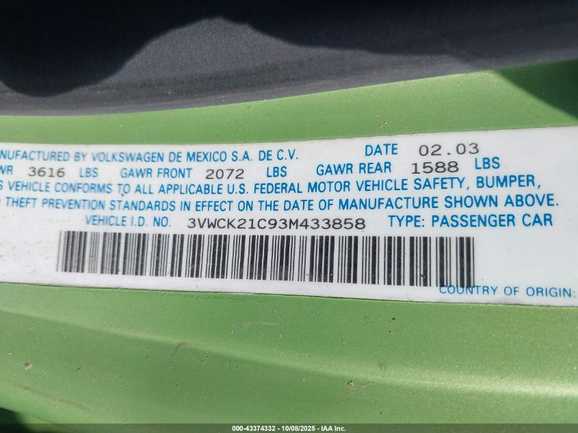 NUFACTURED BY VOLKSWAGEN DE MEXICO S.A. DE C.V. DATE 02.03
WR 3616 LBS GAWR FRONT 2072 LBS GAWR REAR 1588 LBS
S VEHICLE CONFORMS TO ALL APPLICABLE U.S. FEDERAL MOTOR VEHICLE SAFETY, BUMPER,
D THEFT PREVENTION STANDARDS IN EFFECT ON THE DATE OF MANUFACTURE SHOWN ABOVE.
VEHICLE I.D. NO. 3VWCK21C93M433858 TYPE: PASSENGER CAR
COUNTRY OF ORIGIN:
000-43374332 - 10/08/2025 - IAA Inc.